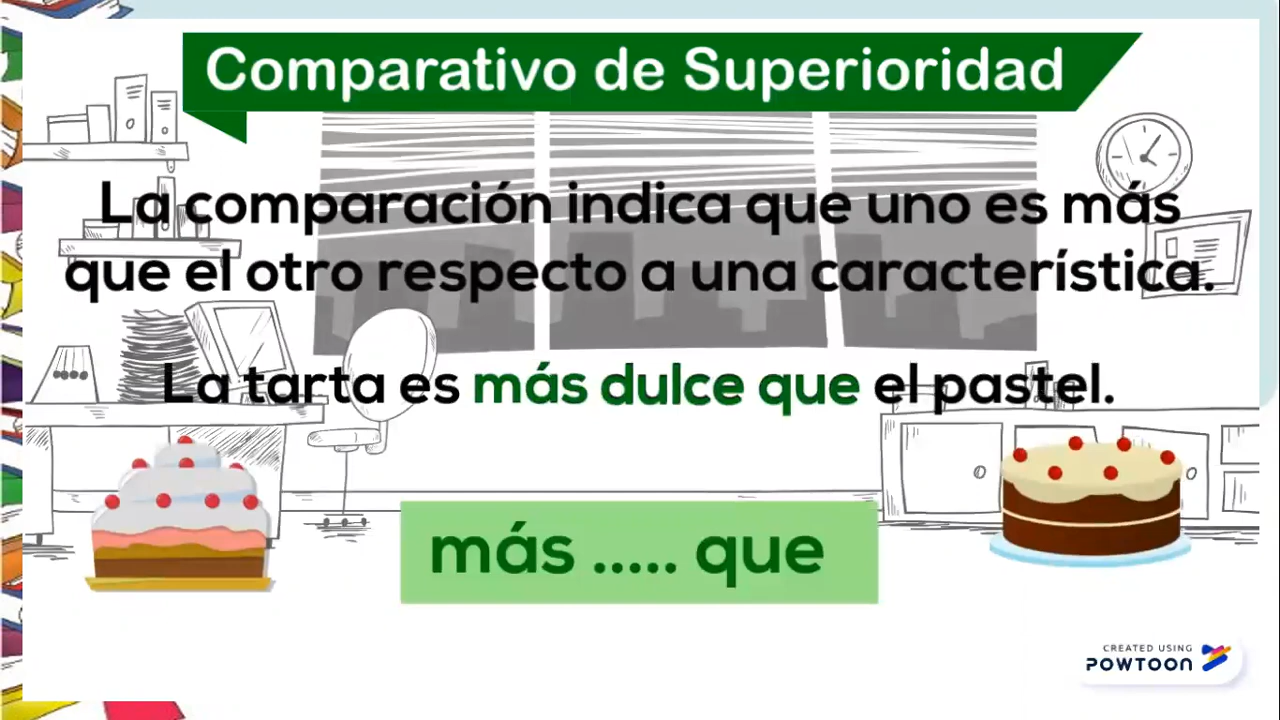 Comparativo de Superioridad
La comparación indica que uno es más
que el otro respecto a una característica.
La tarta es más dulce que el pastel.
más ..... que
CREATED USING
POWTOON